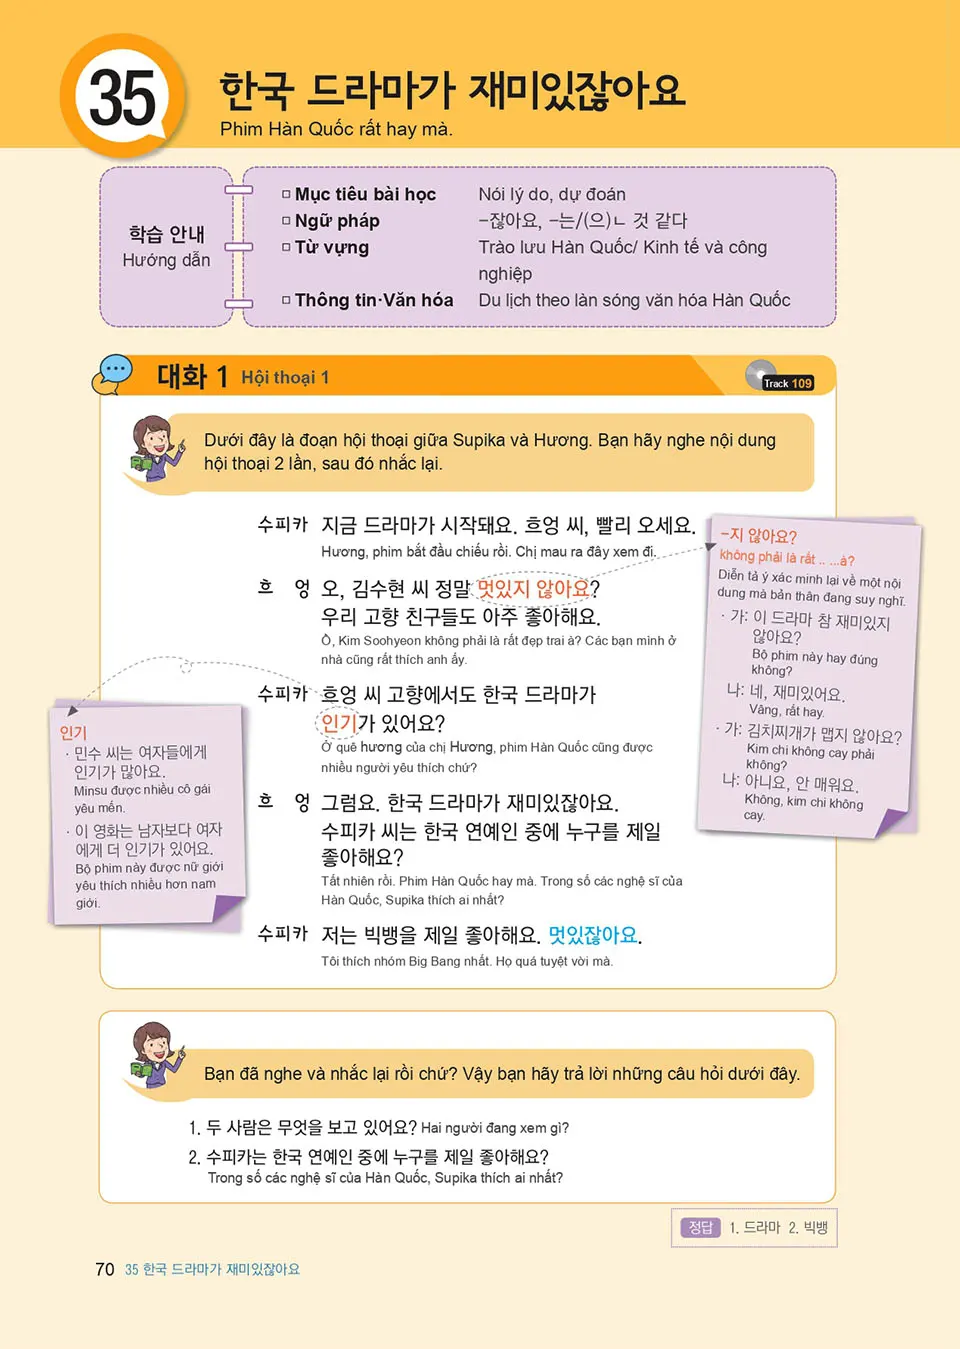 35
한국 드라마가 재미있잖아요
Phim Hàn Quốc rất hay mà.
학습 안내
Hướng dẫn
□ Mục tiêu bài học Nói lý do, dự đoán
□ Ngữ pháp -잖아요, -는/(으)ㄴ 것 같다
□ Từ vựng Trào lưu Hàn Quốc/ Kinh tế và công
nghiệp
□ Thông tin·Văn hóa Du lịch theo làn sóng văn hóa Hàn Quốc
대화 1 Hội thoại 1
Track 109
Dưới đây là đoạn hội thoại giữa Supika và Hương. Bạn hãy nghe nội dung
hội thoại 2 lần, sau đó nhắc lại.
수피카 지금 드라마가 시작돼요. 흐엉 씨, 빨리 오세요.
Hương, phim bắt đầu chiếu rồi. Chị mau ra đây xem đi.
흐 엉 오, 김수현 씨 정말 멋있지 않아요?
우리 고향 친구들도 아주 좋아해요.
Ồ, Kim Soohyeon không phải là rất đẹp trai à? Các bạn mình ở
nhà cũng rất thích anh ấy.
수피카 흐엉 씨 고향에서도 한국 드라마가
인기가 있어요?
Ở quê hương của chị Hương, phim Hàn Quốc cũng được
nhiều người yêu thích chứ?
흐 엉 그럼요. 한국 드라마가 재미있잖아요.
수피카 씨는 한국 연예인 중에 누구를 제일
좋아해요?
Tất nhiên rồi. Phim Hàn Quốc hay mà. Trong số các nghệ sĩ của
Hàn Quốc, Supika thích ai nhất?
수피카 저는 빅뱅을 제일 좋아해요. 멋있잖아요.
Tôi thích nhóm Big Bang nhất. Họ quá tuyệt vời mà.
-지 않아요?
không phải là rất .. ...à?
Diễn tả ý xác minh lại về một nội
dung mà bản thân đang suy nghĩ.
· 가: 이 드라마 참 재미있지
않아요?
Bộ phim này hay đúng
không?
나: 네, 재미있어요.
Vâng, rất hay.
· 가: 김치찌개가 맵지 않아요?
Kim chi không cay phải
không?
나: 아니요, 안 매워요.
Không, kim chi không
cay.
인기
· 민수 씨는 여자들에게
인기가 많아요.
Minsu được nhiều cô gái
yêu mến.
· 이 영화는 남자보다 여자
에게 더 인기가 있어요.
Bộ phim này được nữ giới
yêu thích nhiều hơn nam
giới.
Bạn đã nghe và nhắc lại rồi chứ? Vậy bạn hãy trả lời những câu hỏi dưới đây.
1. 두 사람은 무엇을 보고 있어요? Hai người đang xem gì?
2. 수피카는 한국 연예인 중에 누구를 제일 좋아해요?
Trong số các nghệ sĩ của Hàn Quốc, Supika thích ai nhất?
정답 1. 드라마 2. 빅뱅
70 35 한국 드라마가 재미있잖아요